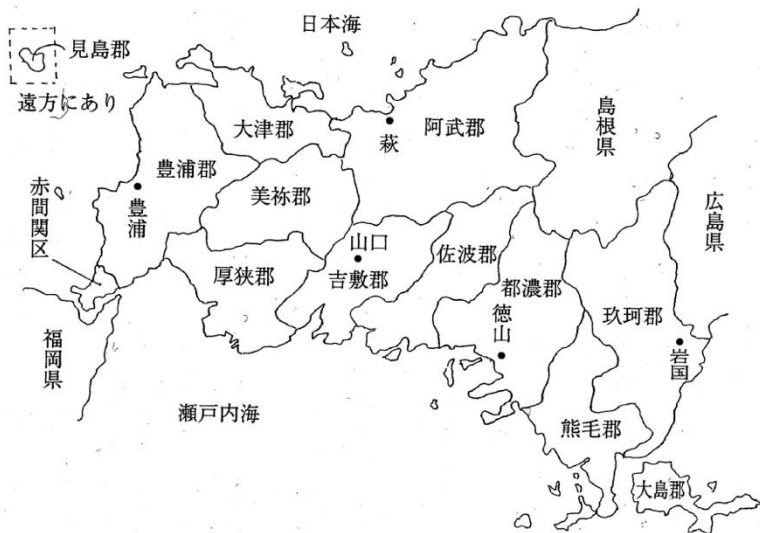 日本海
見島郡
遠方にあり
大津郡
阿武郡
萩
島根県
豊浦郡
豊浦
美祢郡
赤間関区
広島県
山口
吉敷郡
佐波郡
厚狭郡
都濃郡
徳山
玖珂郡
岩国
福岡県
瀬戸内海
熊毛郡
大島郡